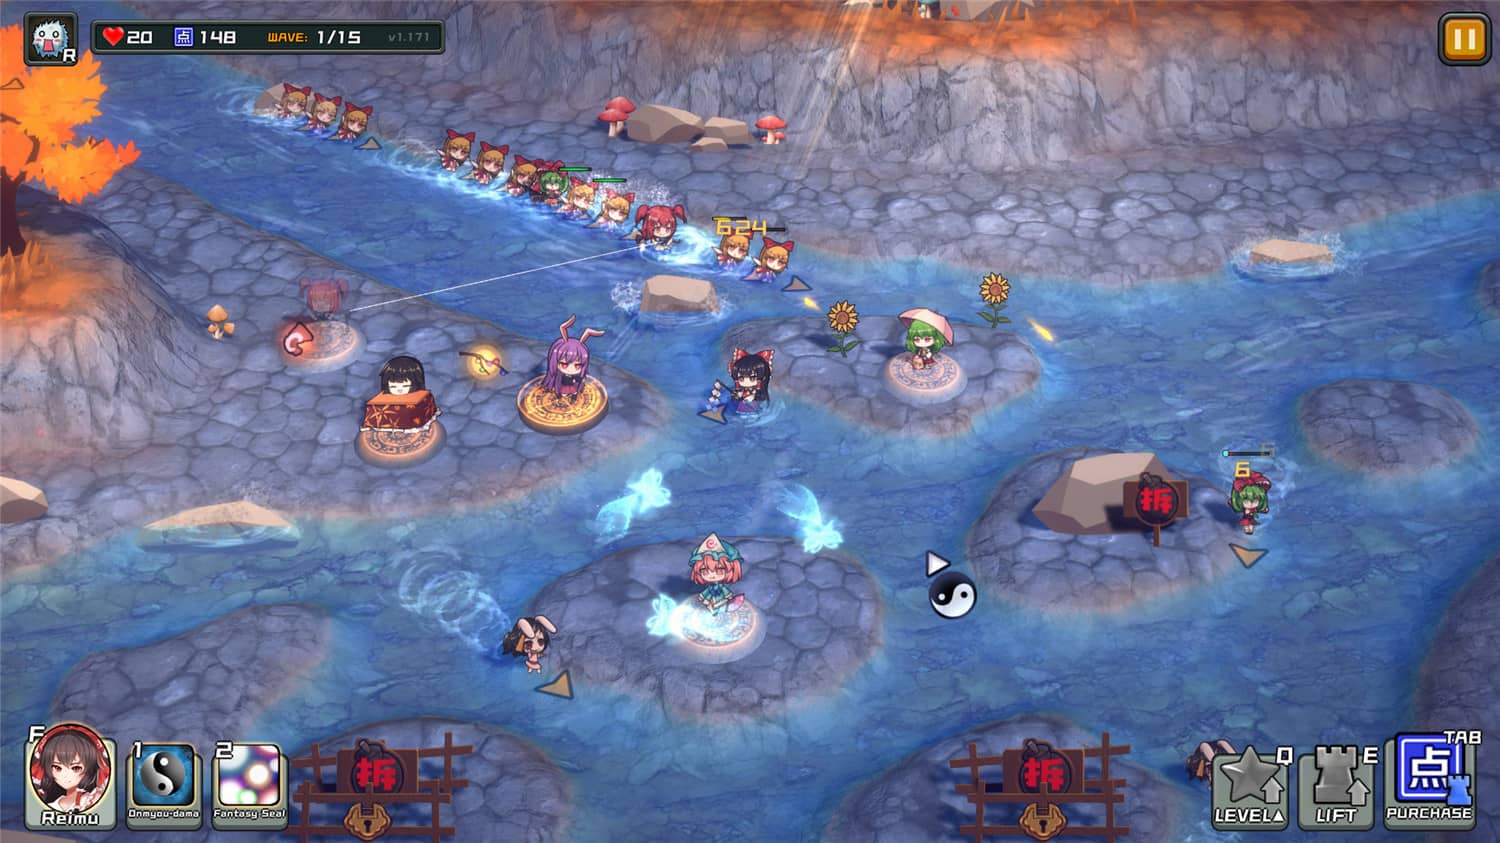 R
20
点 148
WAVE: 1/15
v1.171
624
6
拆
F
Reimu
1
Onmyou-dama
2
Fantasy Seal
拆
拆
Q
LEVEL▲
E
LIFT
TAB
点
PURCHASE